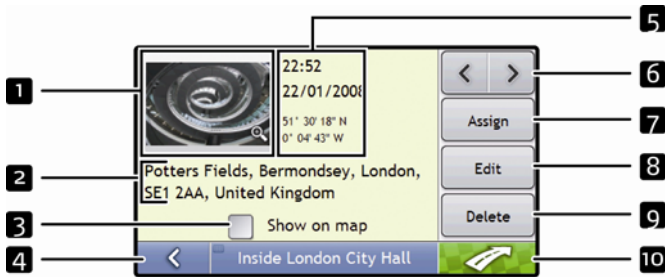 5
1
22:52
22/01/2008
51° 30' 18" N
0° 04' 43" W
6
Assign
7
2
Potters Fields, Bermondsey, London,
SE1 2AA, United Kingdom
Edit
8
3
Show on map
Delete
9
4
Inside London City Hall
10